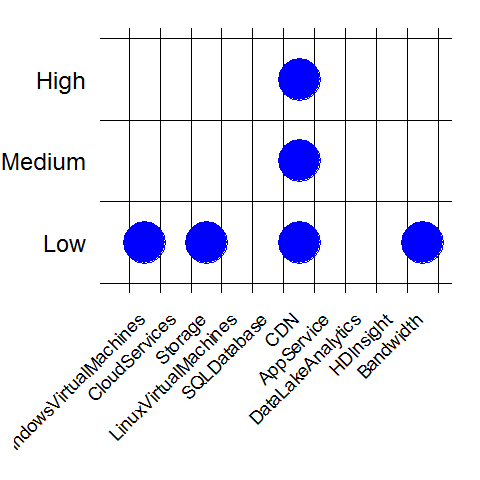 High
Medium
Low
ndowsVirtualMachines
CloudServices
Storage
LinuxVirtualMachines
SQLDatabase
CDN
AppService
DataLakeAnalytics
HDInsight
Bandwidth